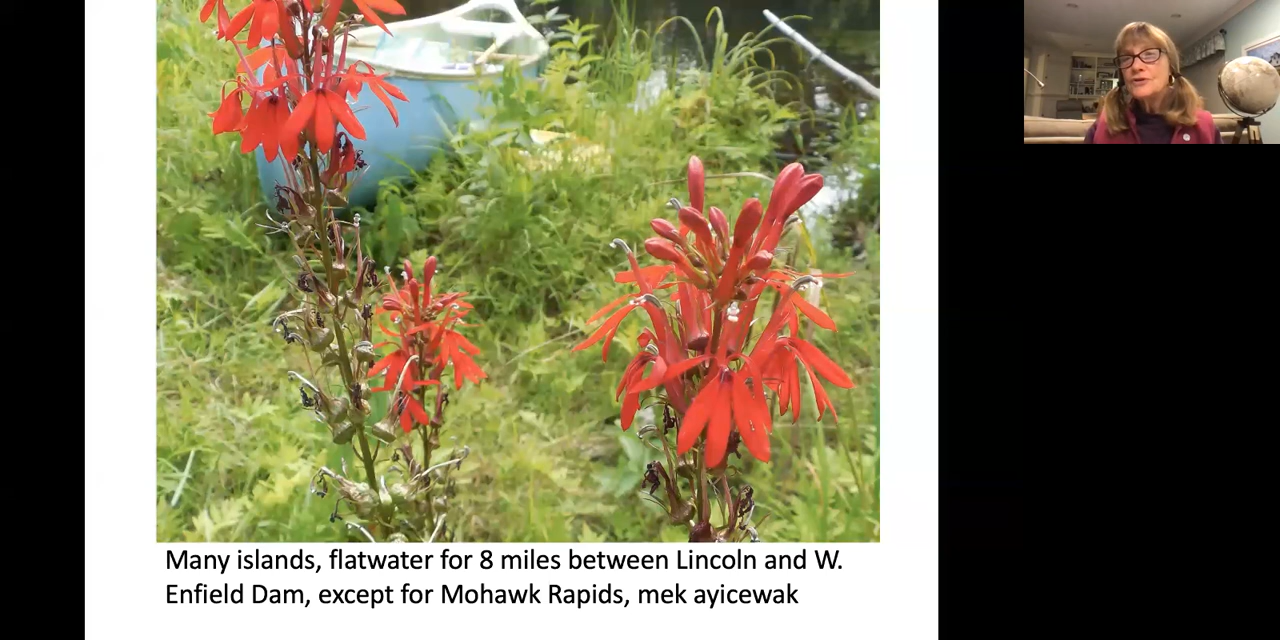 Many islands, flatwater for 8 miles between Lincoln and W.
Enfield Dam, except for Mohawk Rapids, mek ayicewak